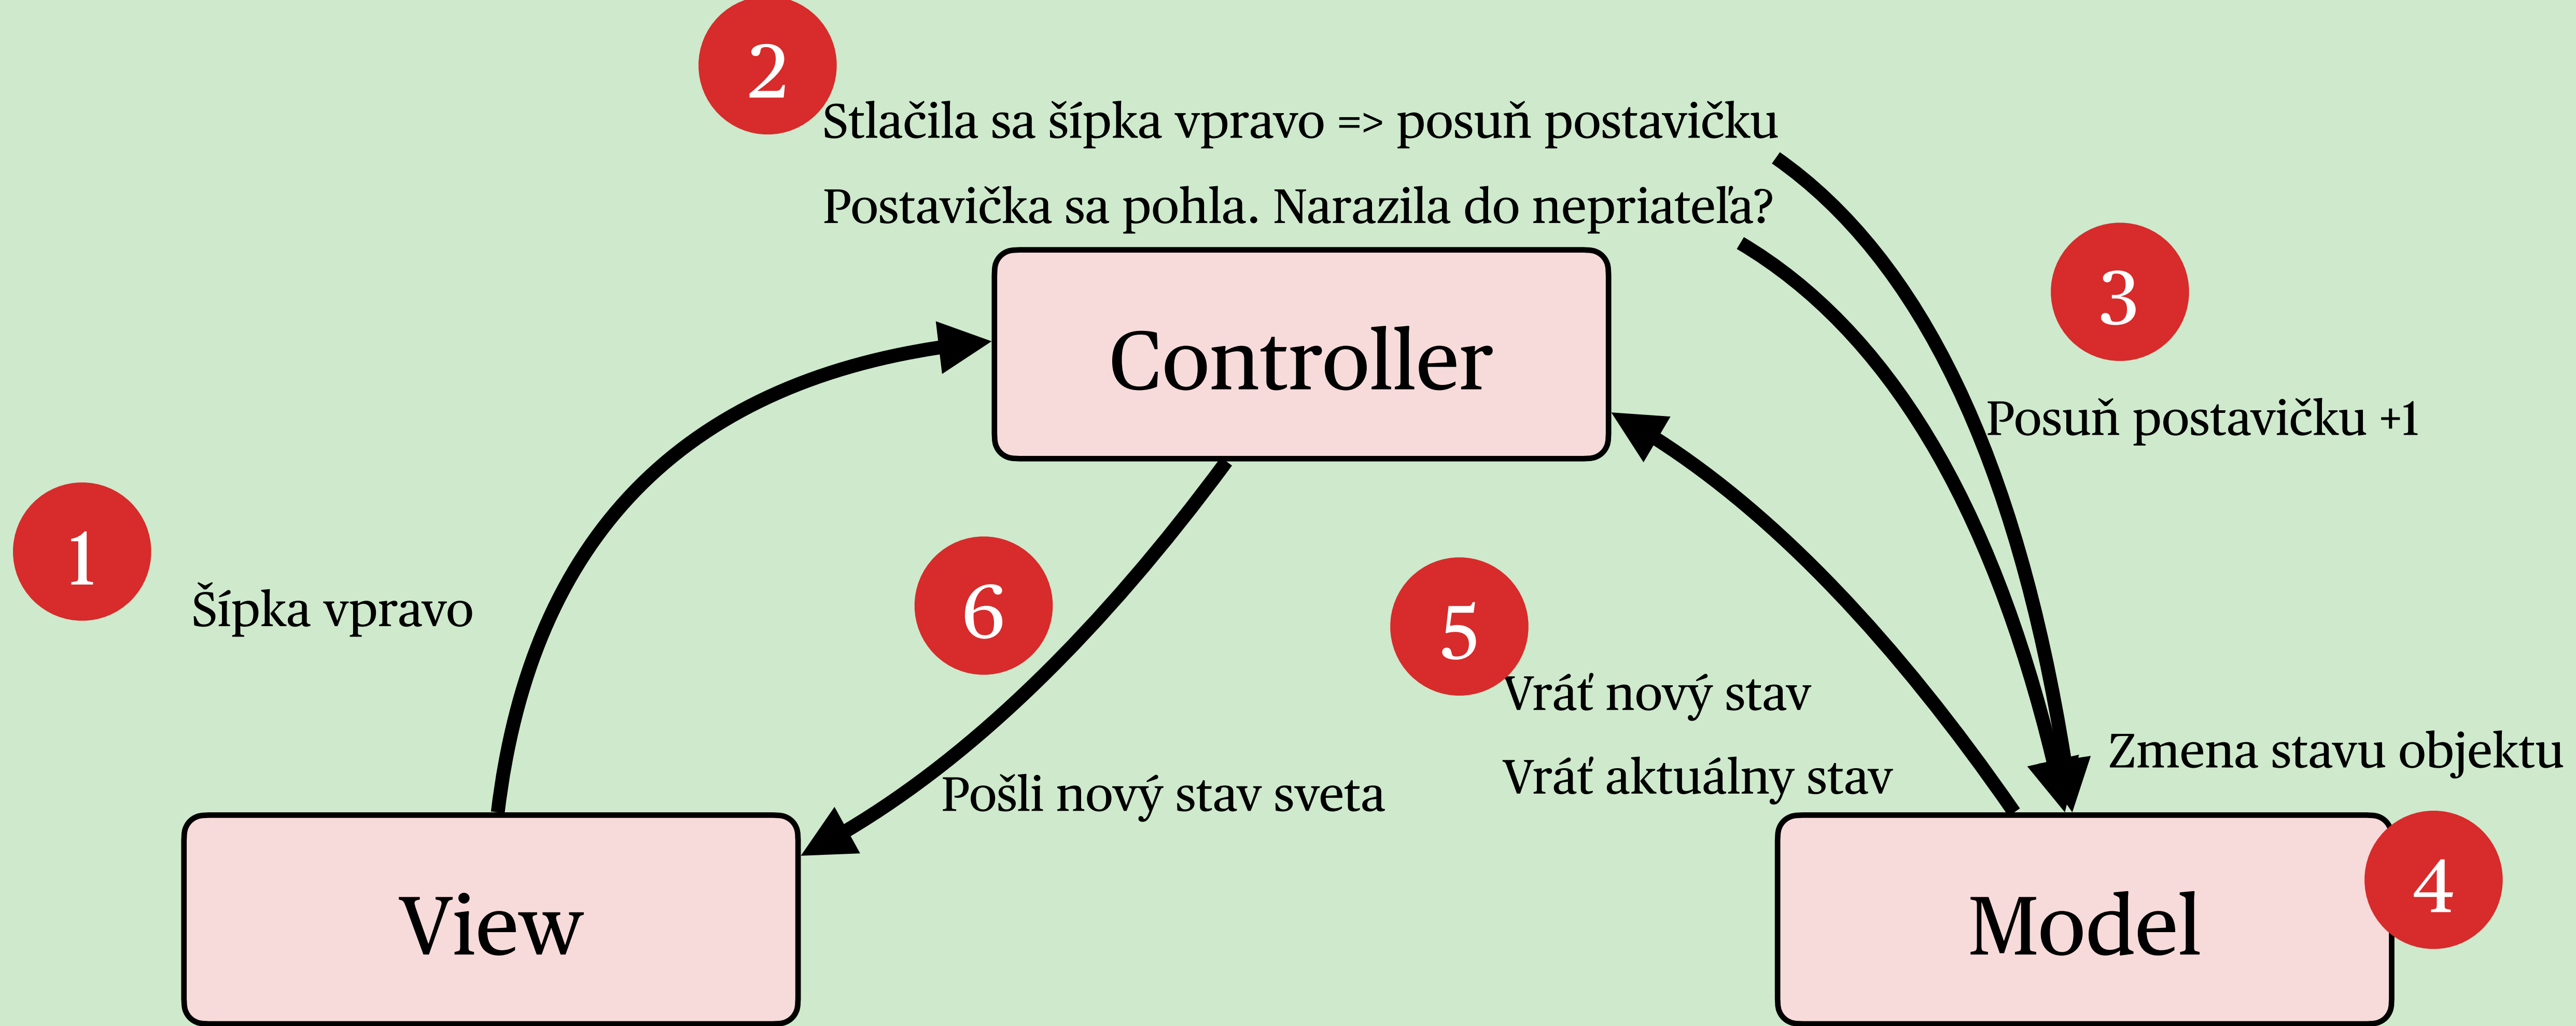 2
Stlačila sa šípka vpravo => posuň postavičku
Postavička sa pohla. Narazila do nepriateľa?
Controller
3
Posuň postavičku +1
1
Šípka vpravo
6
Pošli nový stav sveta
5
Vráť nový stav
Vráť aktuálny stav
Zmena stavu objektu
4
View
Model